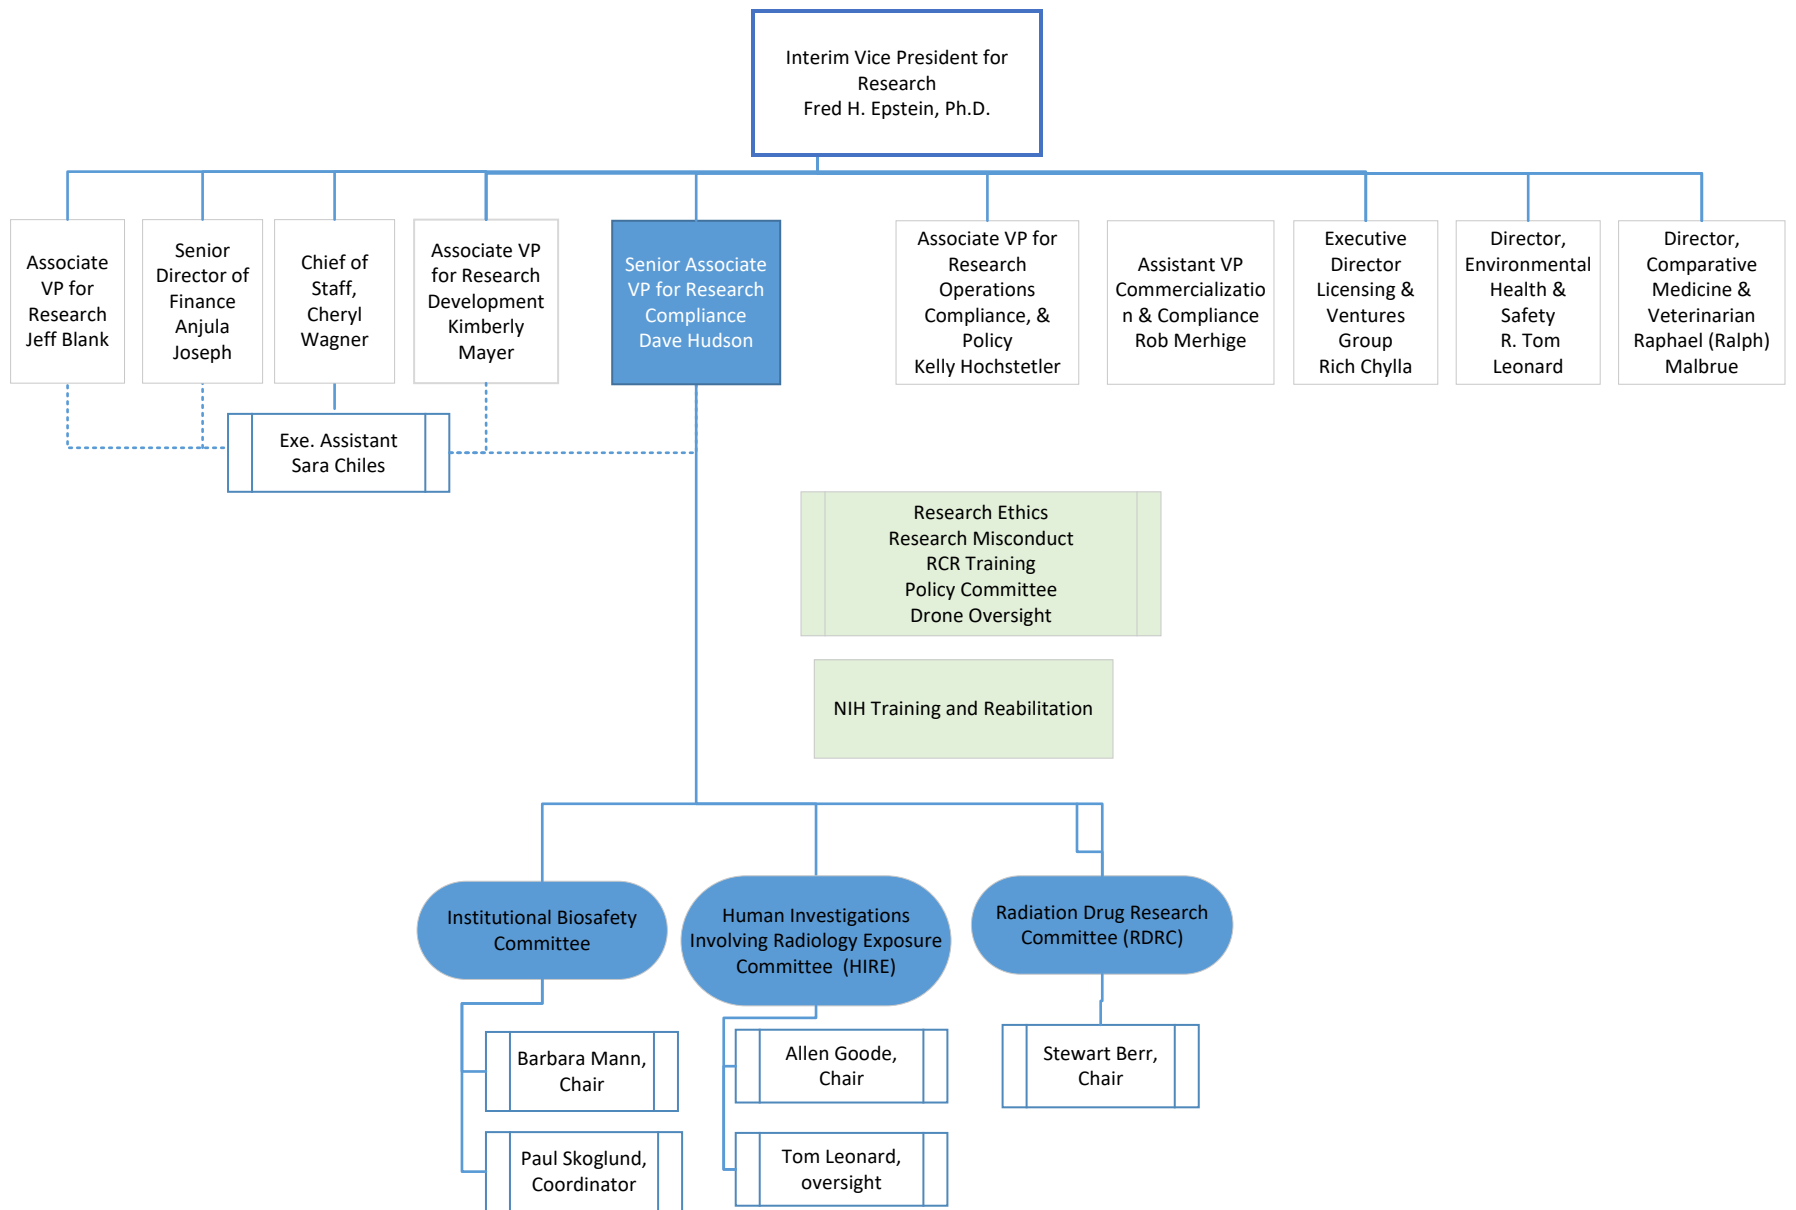 Interim Vice President for
Research
Fred H. Epstein, Ph.D.
Associate
VP for
Research
Jeff Blank
Senior
Director of
Finance
Anjula
Joseph
Chief of
Staff,
Cheryl
Wagner
Associate VP
for Research
Development
Kimberly
Mayer
Senior Associate
VP for Research
Compliance
Dave Hudson
Associate VP for
Research
Operations
Compliance, &
Policy
Kelly Hochstetler
Assistant VP
Commercializatio
n & Compliance
Rob Merhige
Executive
Director
Licensing &
Ventures
Group
Rich Chylla
Director,
Environmental
Health &
Safety
R. Tom
Leonard
Director,
Comparative
Medicine &
Veterinarian
Raphael (Ralph)
Malbrue
Exe. Assistant
Sara Chiles
Research Ethics
Research Misconduct
RCR Training
Policy Committee
Drone Oversight
NIH Training and Reabilitation
Institutional Biosafety
Committee
Human Investigations
Involving Radiology Exposure
Committee (HIRE)
Radiation Drug Research
Committee (RDRC)
Barbara Mann,
Chair
Paul Skoglund,
Coordinator
Allen Goode,
Chair
Tom Leonard,
oversight
Stewart Berr,
Chair